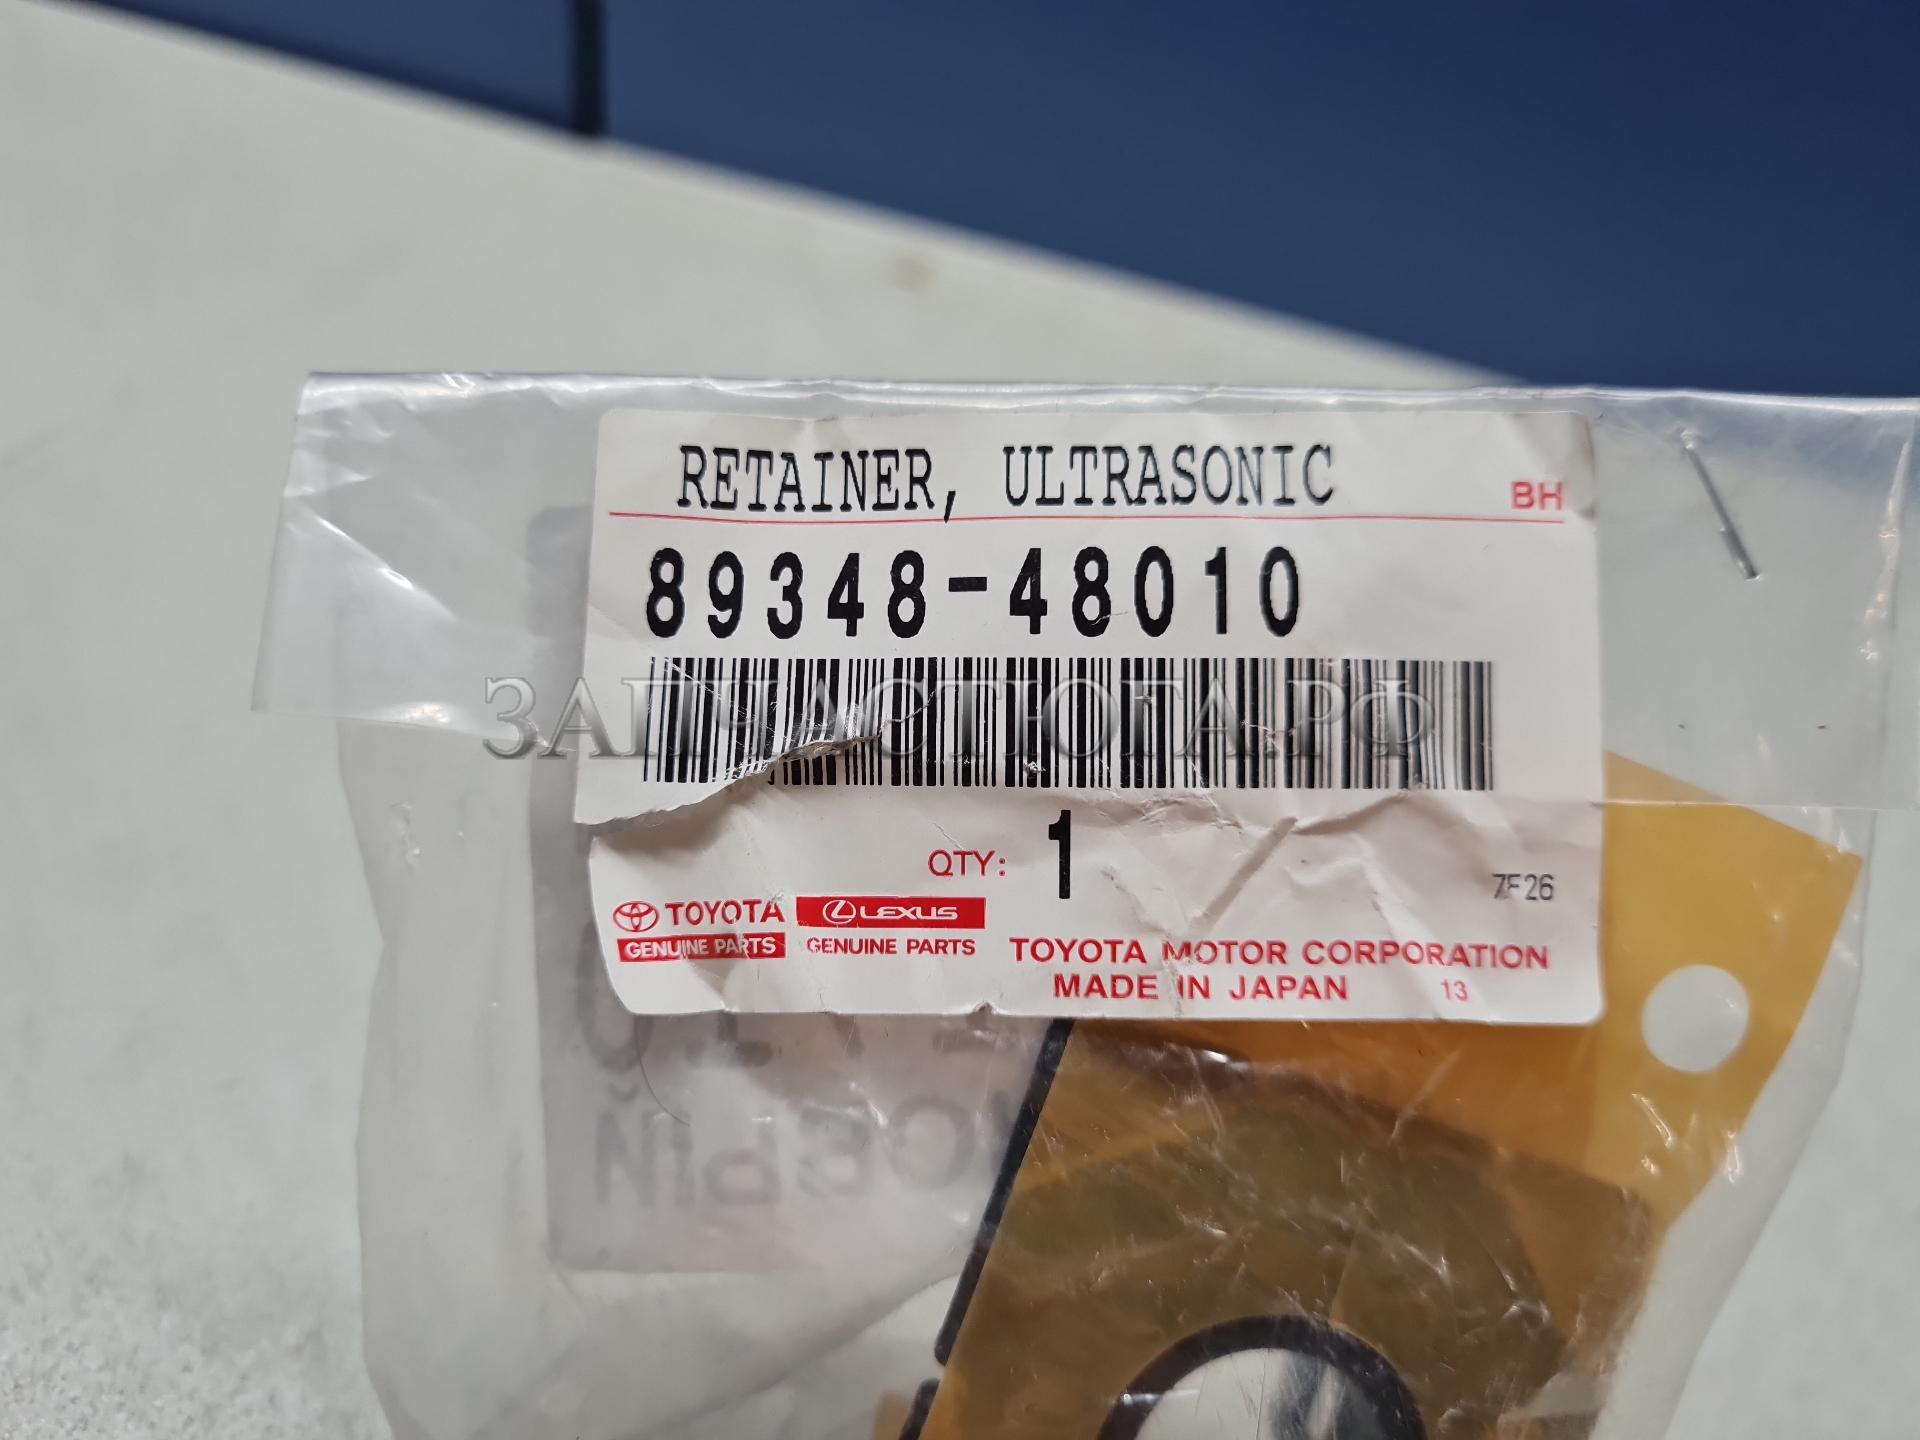 RETAINER, ULTRASONIC
BH
89348-48010
ЗАПЧАСТЮГА.РФ
QTY: 1
7F26
TOYOTA LEXUS
GENUINE PARTS GENUINE PARTS
TOYOTA MOTOR CORPORATION
MADE IN JAPAN 13